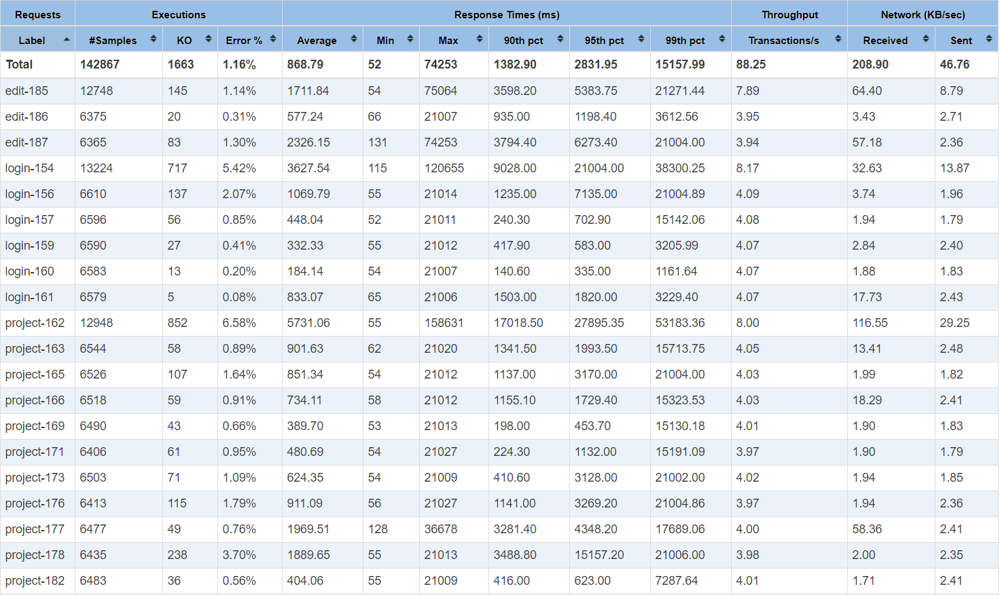 Requests Executions Response Times (ms) Throughput Network (KB/sec)
Label #Samples KO Error % Average Min Max 90th pct 95th pct 99th pct Transactions/s Received Sent
Total 142867 1663 1.16% 868.79 52 74253 1382.90 2831.95 15157.99 88.25 208.90 46.76
edit-185 12748 145 1.14% 1711.84 54 75064 3598.20 5383.75 21271.44 7.89 64.40 8.79
edit-186 6375 20 0.31% 577.24 66 21007 935.00 1198.40 3612.56 3.95 3.43 2.71
edit-187 6365 83 1.30% 2326.15 131 74253 3794.40 6273.40 21004.00 3.94 57.18 2.36
login-154 13224 717 5.42% 3627.54 115 120655 9028.00 21004.00 38300.25 8.17 32.63 13.87
login-156 6610 137 2.07% 1069.79 55 21014 1235.00 7135.00 21004.89 4.09 3.74 1.96
login-157 6596 56 0.85% 448.04 52 21011 240.30 702.90 15142.06 4.08 1.94 1.79
login-159 6590 27 0.41% 332.33 55 21012 417.90 583.00 3205.99 4.07 2.84 2.40
login-160 6583 13 0.20% 184.14 54 21007 140.60 335.00 1161.64 4.07 1.88 1.83
login-161 6579 5 0.08% 833.07 65 21006 1503.00 1820.00 3229.40 4.07 17.73 2.43
project-162 12948 852 6.58% 5731.06 55 158631 17018.50 27895.35 53183.36 8.00 116.55 29.25
project-163 6544 58 0.89% 901.63 62 21020 1341.50 1993.50 15713.75 4.05 13.41 2.48
project-165 6526 107 1.64% 851.34 54 21012 1137.00 3170.00 21004.00 4.03 1.99 1.82
project-166 6518 59 0.91% 734.11 58 21012 1155.10 1729.40 15323.53 4.03 18.29 2.41
project-169 6490 43 0.66% 389.70 53 21013 198.00 453.70 15130.18 4.01 1.90 1.83
project-171 6406 61 0.95% 480.69 54 21027 224.30 1132.00 15191.09 3.97 1.90 1.79
project-173 6503 71 1.09% 624.35 54 21009 410.60 3128.00 21002.00 4.02 1.94 1.85
project-176 6413 115 1.79% 911.09 56 21027 1141.00 3269.20 21004.86 3.97 1.94 2.36
project-177 6477 49 0.76% 1969.51 128 36678 3281.40 4348.20 17689.06 4.00 58.36 2.41
project-178 6435 238 3.70% 1889.65 55 21013 3488.80 15157.20 21006.00 3.98 2.00 2.35
project-182 6483 36 0.56% 404.06 55 21009 416.00 623.00 7287.64 4.01 1.71 2.41